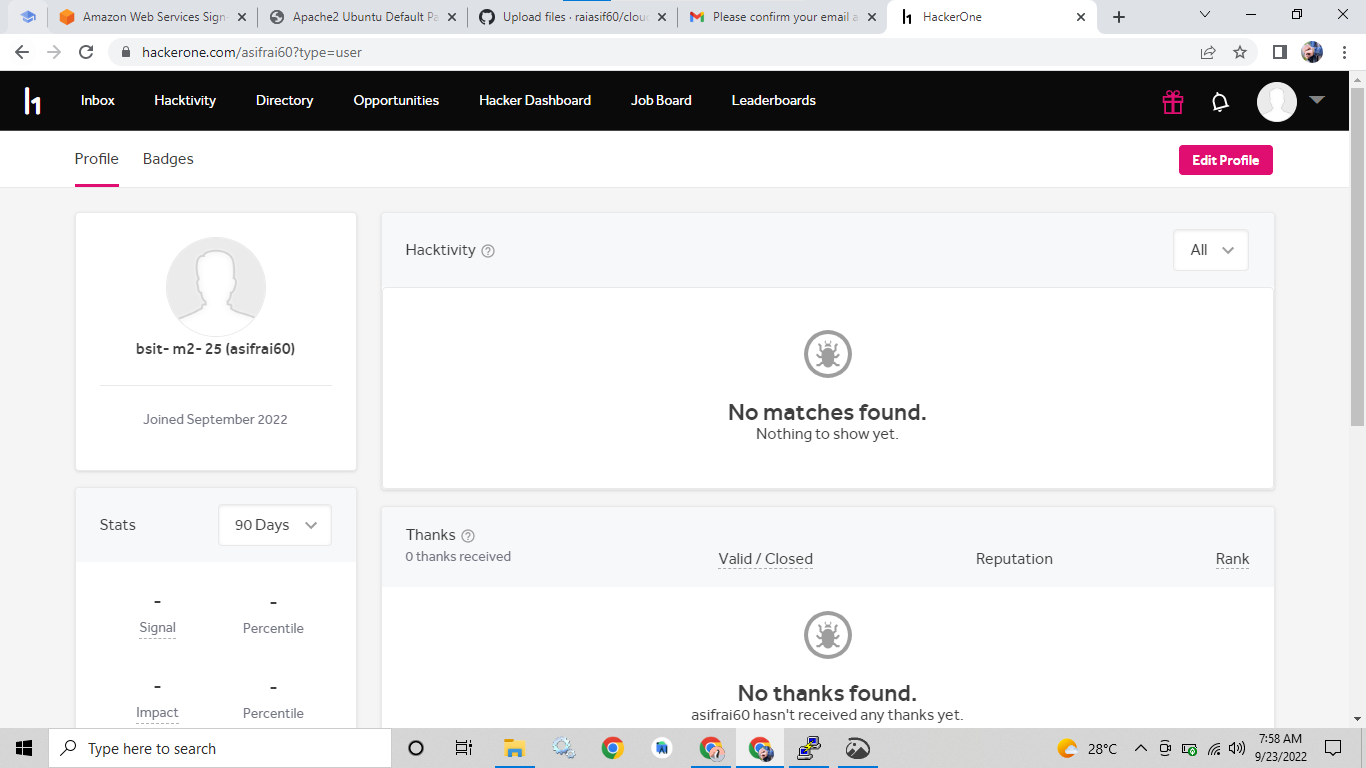 Amazon Web Services Sign-
Apache2 Ubuntu Default Pa
Upload files · raiasif60/clou
Please confirm your email a
HackerOne
hackerone.com/asifrai60?type=user
h1
Inbox
Hacktivity
Directory
Opportunities
Hacker Dashboard
Job Board
Leaderboards
Profile
Badges
Edit Profile
bsit- m2- 25 (asifrai60)
Joined September 2022
Stats
90 Days
-
-
Signal
Percentile
-
-
Impact
Percentile
Hacktivity
All
No matches found.
Nothing to show yet.
Thanks
0 thanks received
Valid / Closed
Reputation
Rank
No thanks found.
asifrai60 hasn't received any thanks yet.
Type here to search
28°C
7:58 AM
9/23/2022